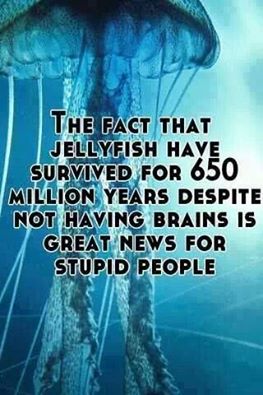 The fact that
jellyfish have
survived for 650
million years despite
not having brains is
great news for
stupid people